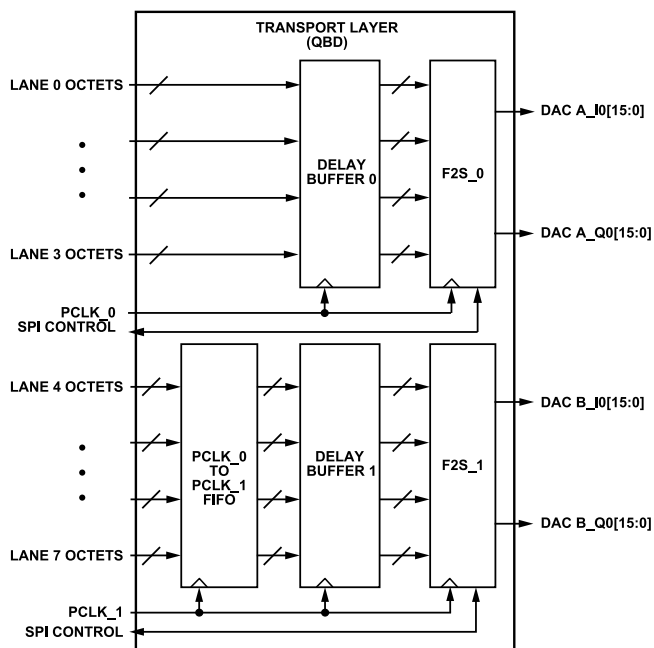 TRANSPORT LAYER
(QBD)
LANE 0 OCTETS
LANE 3 OCTETS
DELAY
BUFFER 0
F2S_0
DAC A_I0[15:0]
DAC A_Q0[15:0]
PCLK_0
SPI CONTROL
LANE 4 OCTETS
LANE 7 OCTETS
PCLK_0
TO
PCLK_1
FIFO
DELAY
BUFFER 1
F2S_1
DAC B_I0[15:0]
DAC B_Q0[15:0]
PCLK_1
SPI CONTROL